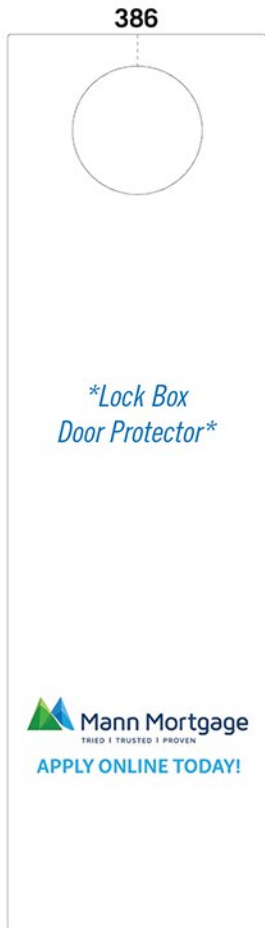 386
*Lock Box
Door Protector*
Mann Mortgage
TRIED | TRUSTED | PROVEN
APPLY ONLINE TODAY!